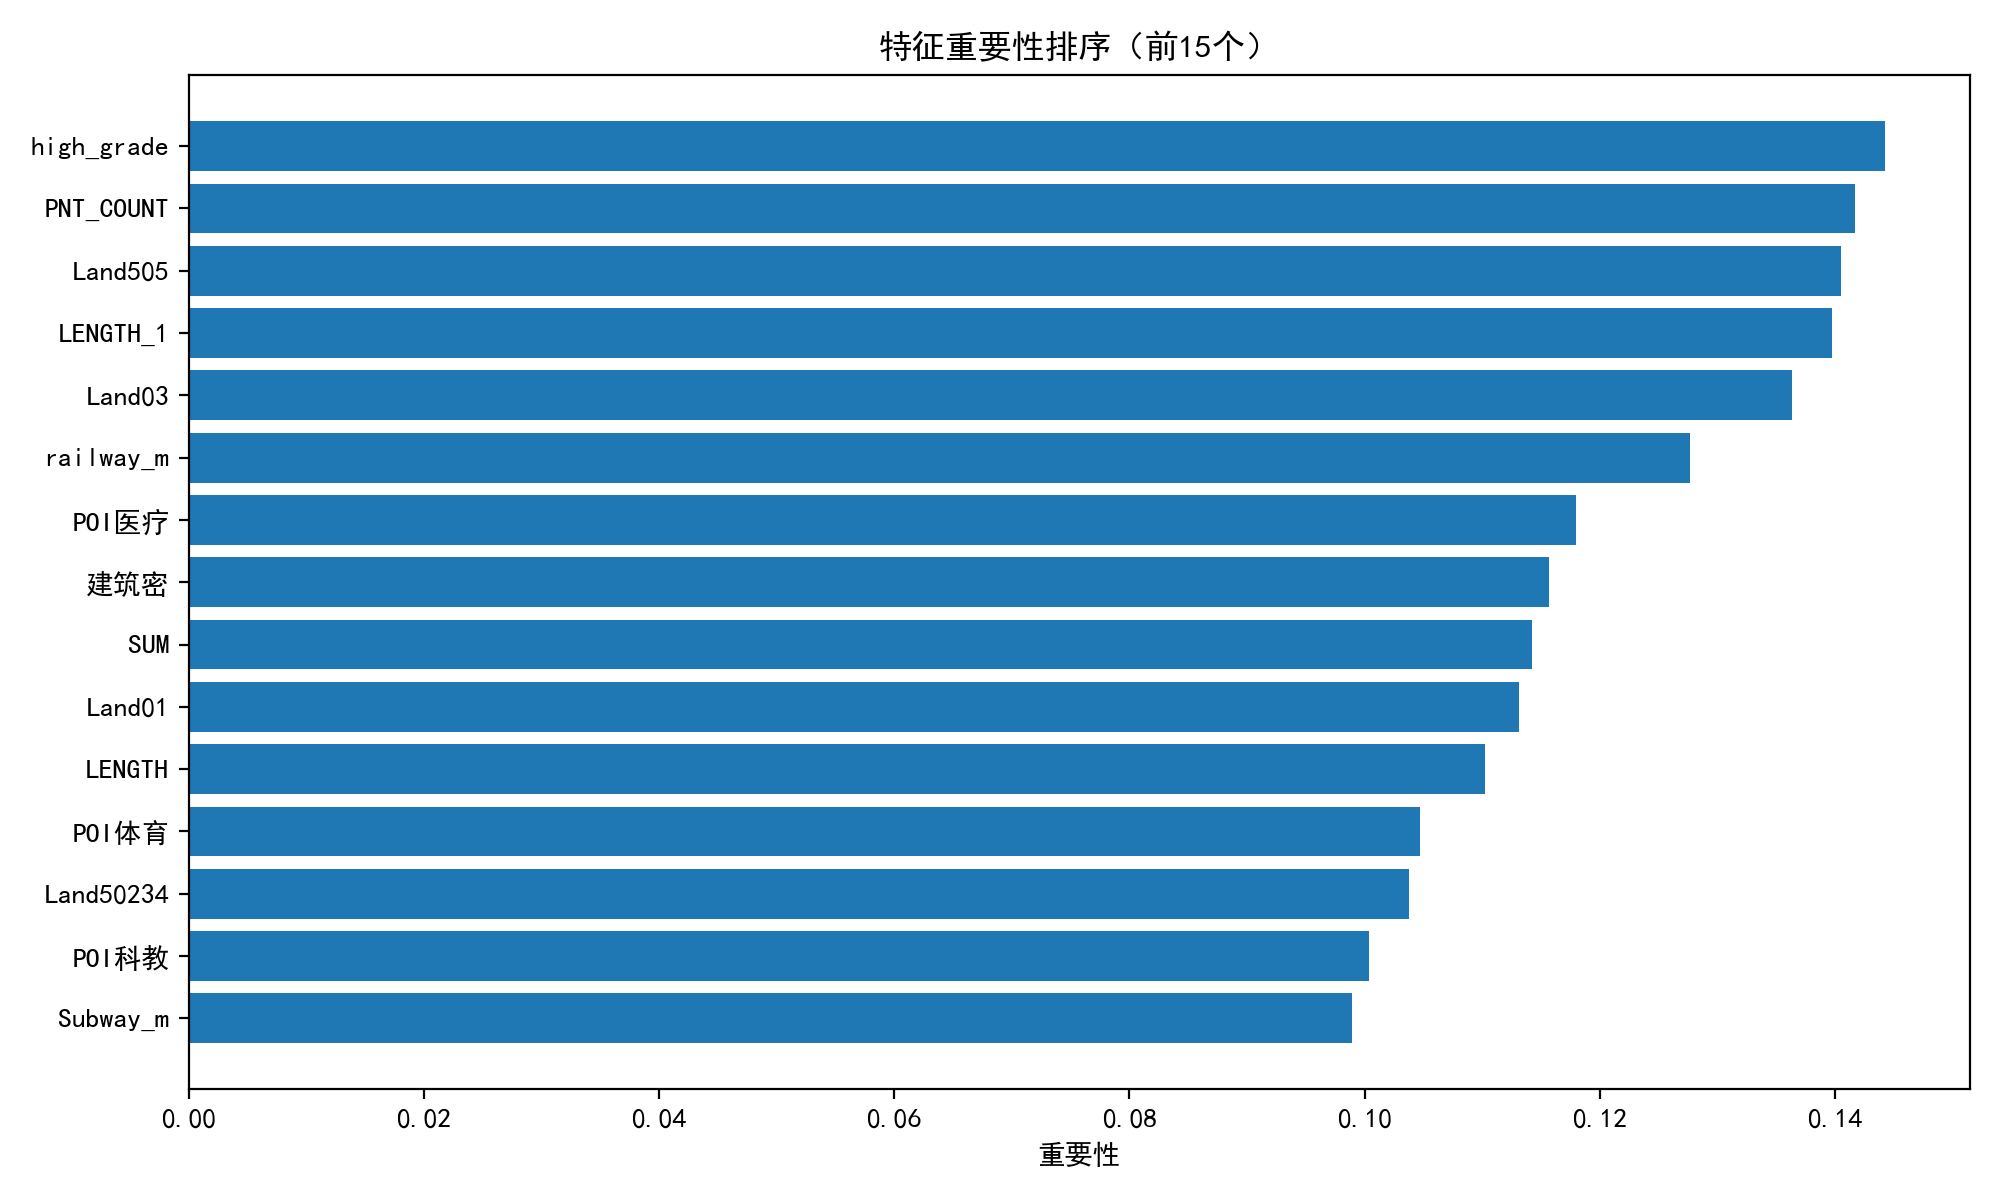 特征重要性排序（前15个）
high_grade
PNT_COUNT
Land505
LENGTH_1
Land03
railway_m
POI医疗
建筑密
SUM
Land01
LENGTH
POI体育
Land50234
POI科教
Subway_m
0.00 0.02 0.04 0.06 0.08 0.10 0.12 0.14
重要性